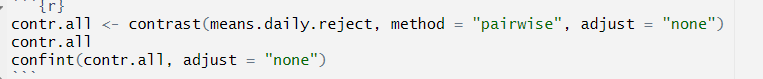 ```{r}
contr.all <- contrast(means.daily.reject, method = "pairwise", adjust = "none")
contr.all
confint(contr.all, adjust = "none")
```